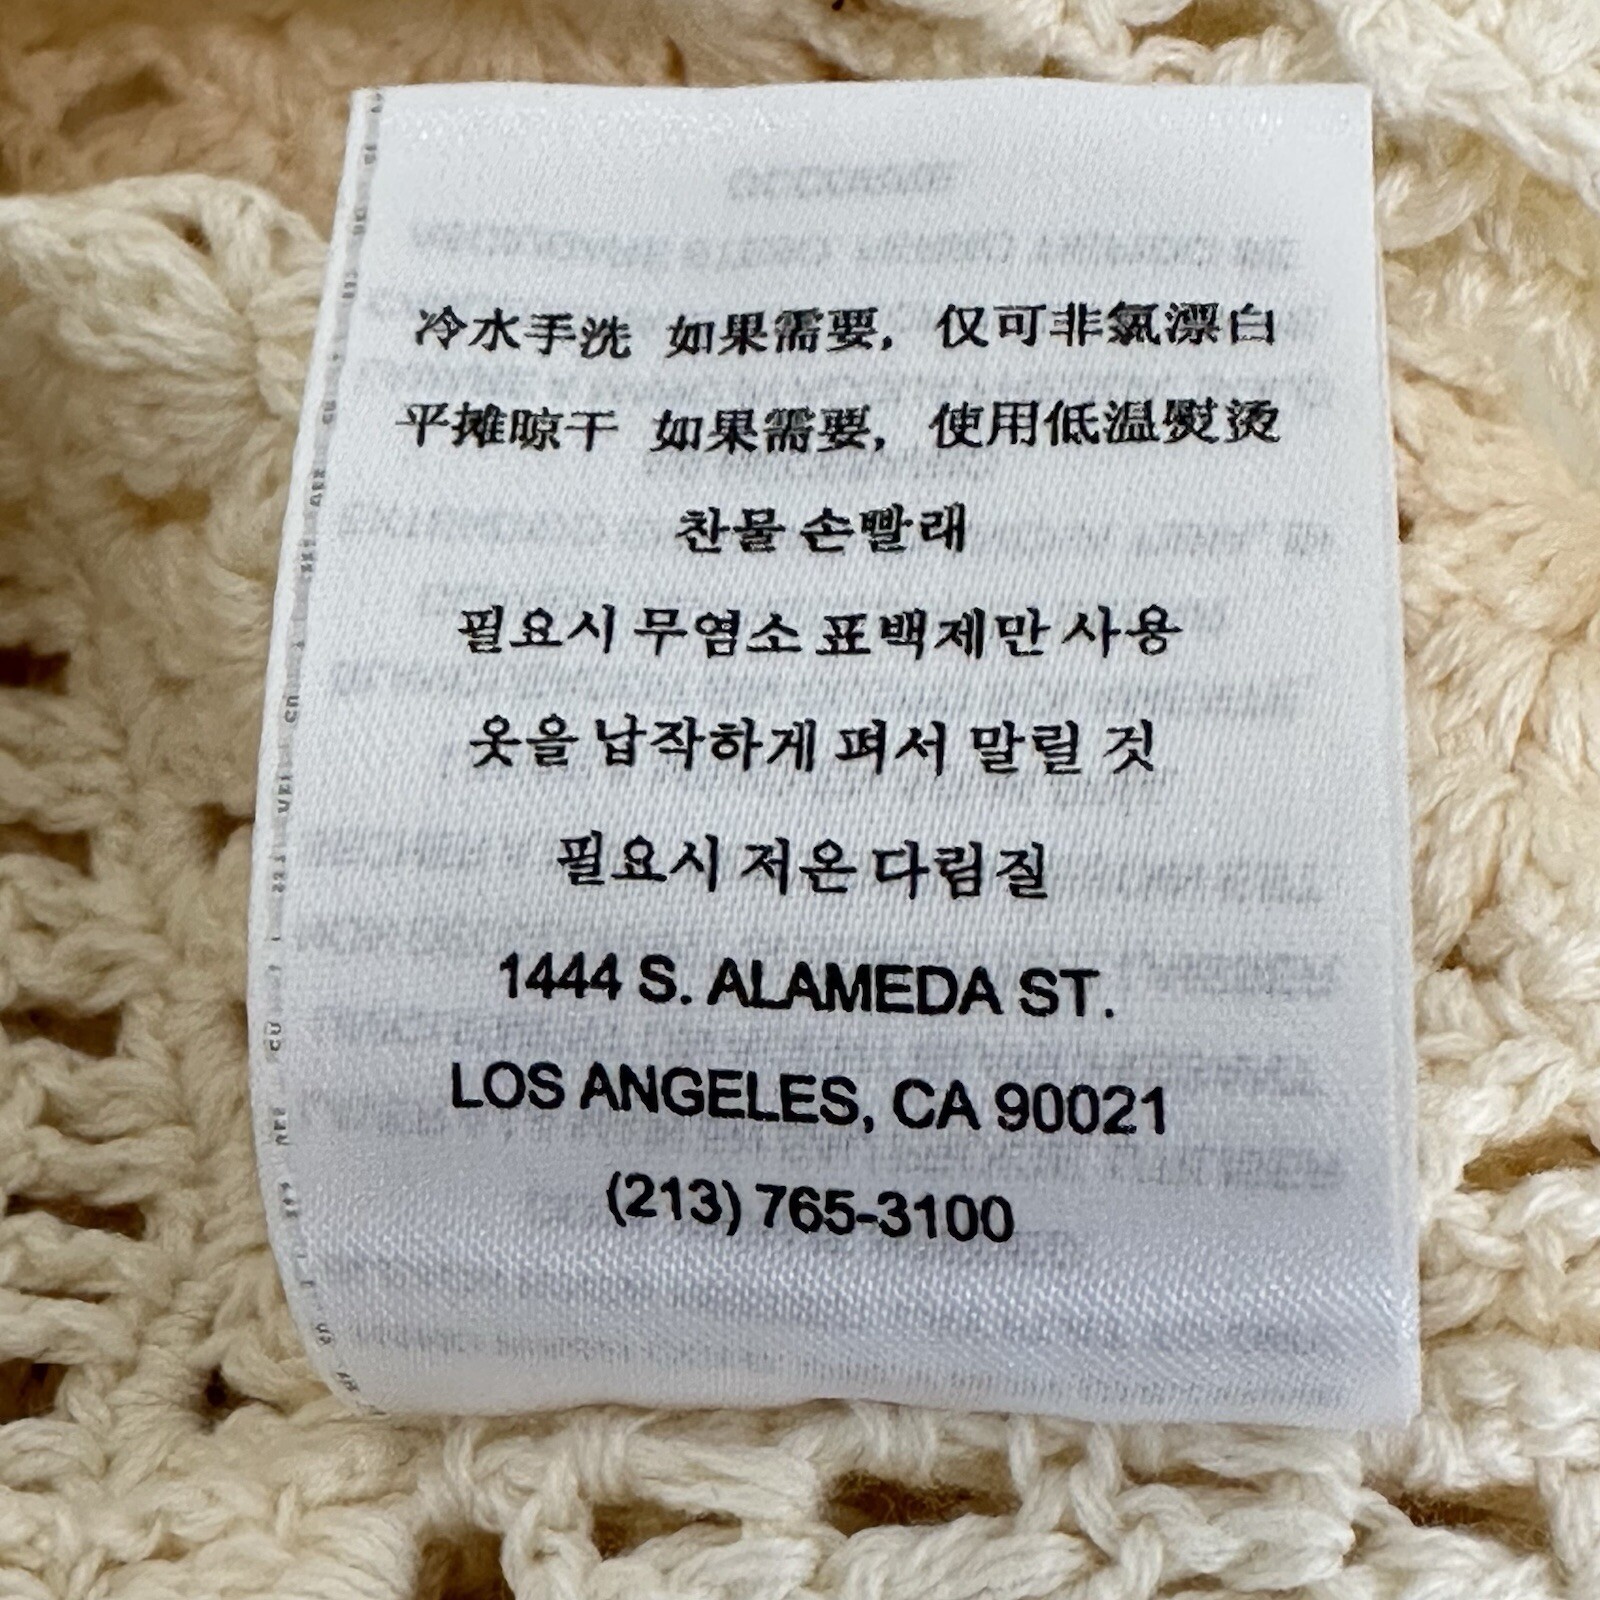 冷水手洗 如果需要，仅可非氯漂白
平摊晾干 如果需要，使用低温熨烫
찬물 손빨래
필요시 무염소 표백제만 사용
옷을 납작하게 펴서 말릴 것
필요시 저온 다림질
1444 S. ALAMEDA ST.
LOS ANGELES, CA 90021
(213) 765-3100